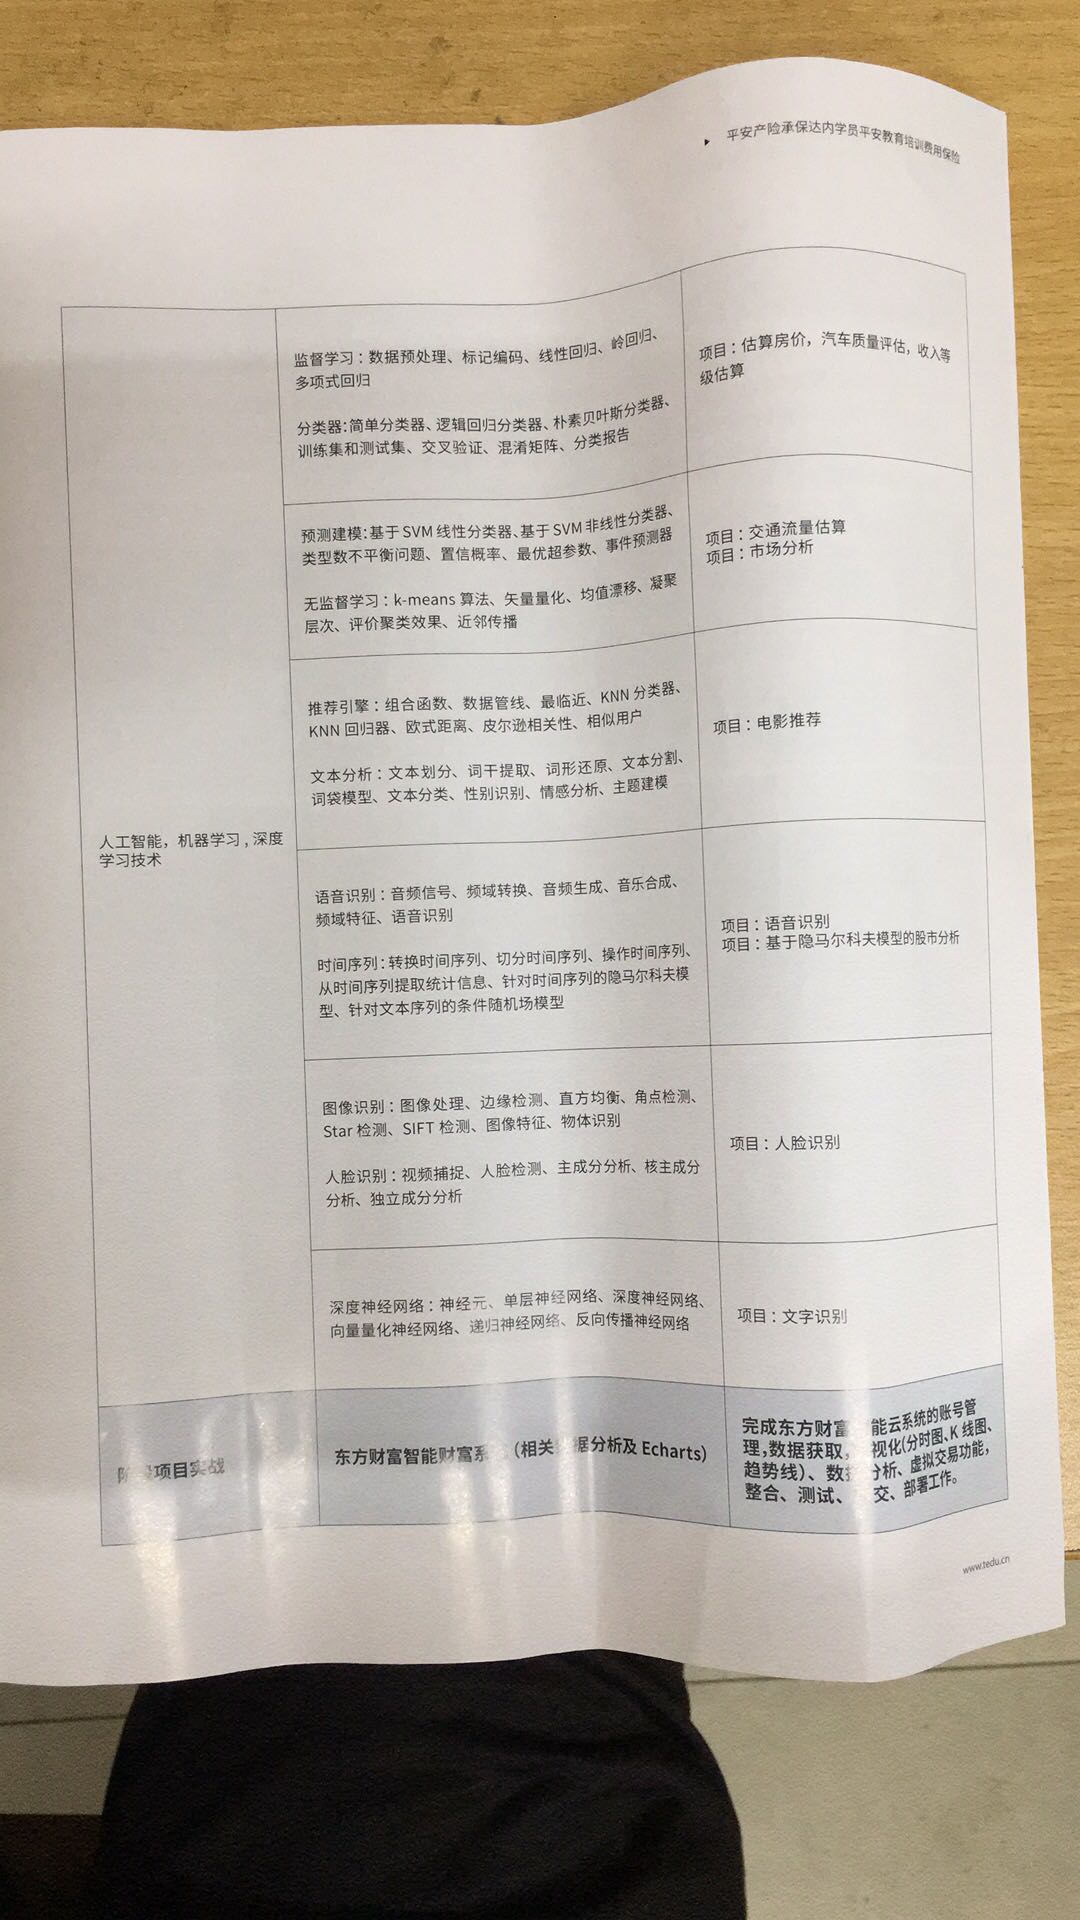 平安产险承保达内学员平安教育培训费用保险
监督学习：数据预处理、标记编码、线性回归、岭回归、
多项式回归
分类器：简单分类器、逻辑回归分类器、朴素贝叶斯分类器、
训练集和测试集、交叉验证、混淆矩阵、分类报告
项目：估算房价，汽车质量评估，收入等
级估算
预测建模：基于 SVM 线性分类器、基于 SVM 非线性分类器、
类型数不平衡问题、置信概率、最优超参数、事件预测器
无监督学习：k-means 算法、矢量量化、均值漂移、凝聚
层次、评价聚类效果、近邻传播
项目：交通流量估算
项目：市场分析
推荐引擎：组合函数、数据管线、最临近、KNN 分类器、
KNN 回归器、欧式距离、皮尔逊相关性、相似用户
文本分析：文本划分、词干提取、词形还原、文本分割、
词袋模型、文本分类、性别识别、情感分析、主题建模
项目：电影推荐
人工智能，机器学习，深度
学习技术
语音识别：音频信号、频域转换、音频生成、音乐合成、
频域特征、语音识别
时间序列：转换时间序列、切分时间序列、操作时间序列、
从时间序列提取统计信息、针对时间序列的隐马尔科夫模
型、针对文本序列的条件随机场模型
项目：语音识别
项目：基于隐马尔科夫模型的股市分析
图像识别：图像处理、边缘检测、直方均衡、角点检测、
Star 检测、SIFT 检测、图像特征、物体识别
人脸识别：视频捕捉、人脸检测、主成分分析、核主成分
分析、独立成分分析
项目：人脸识别
深度神经网络：神经元、单层神经网络、深度神经网络、
向量量化神经网络、递归神经网络、反向传播神经网络
项目：文字识别
阶 项目实战
东方财富智能财富系 （相关 据分析及 Echarts）
完成东方财富 能云系统的账号管
理，数据获取， 视化(分时图、K 线图、
趋势线）、数 分析、虚拟交易功能，
整合、测试、 交、部署工作。
www.tedu.cn